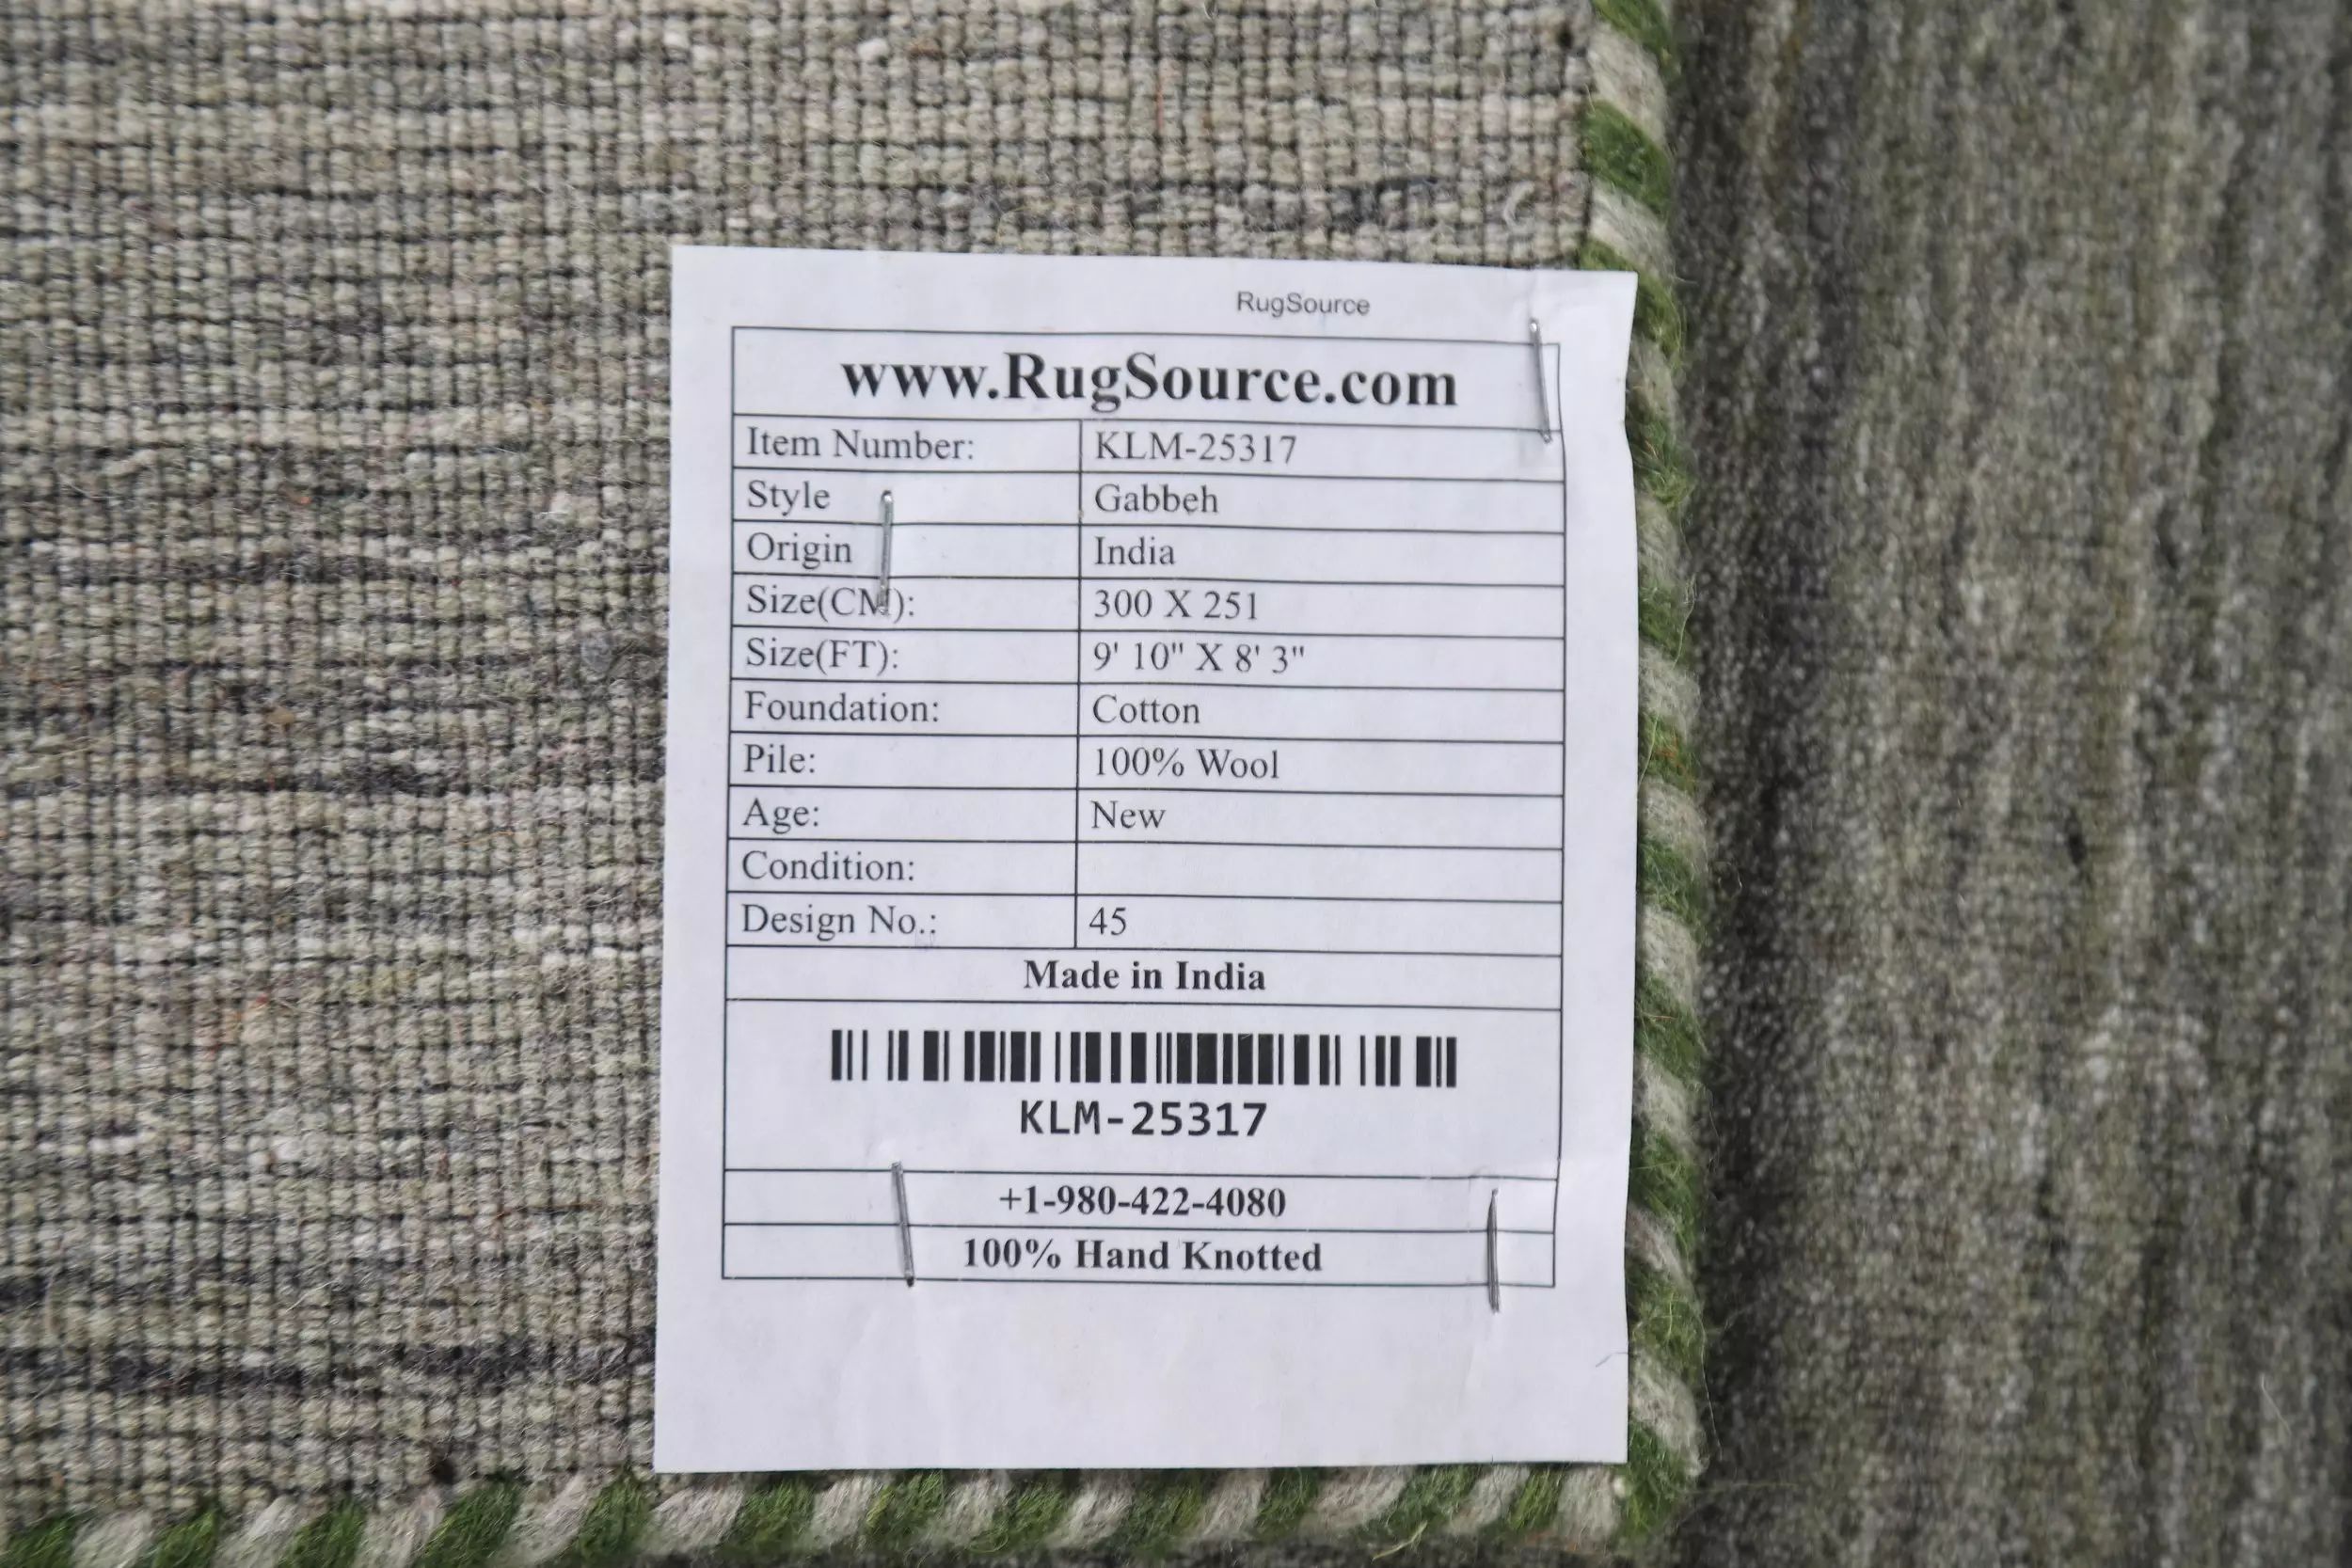 RugSource
www.RugSource.com
Item Number: KLM-25317
Style Gabbeh
Origin India
Size(CM): 300 X 251
Size(FT): 9' 10" X 8' 3"
Foundation: Cotton
Pile: 100% Wool
Age: New
Condition:
Design No.: 45
Made in India
KLM-25317
+1-980-422-4080
100% Hand Knotted